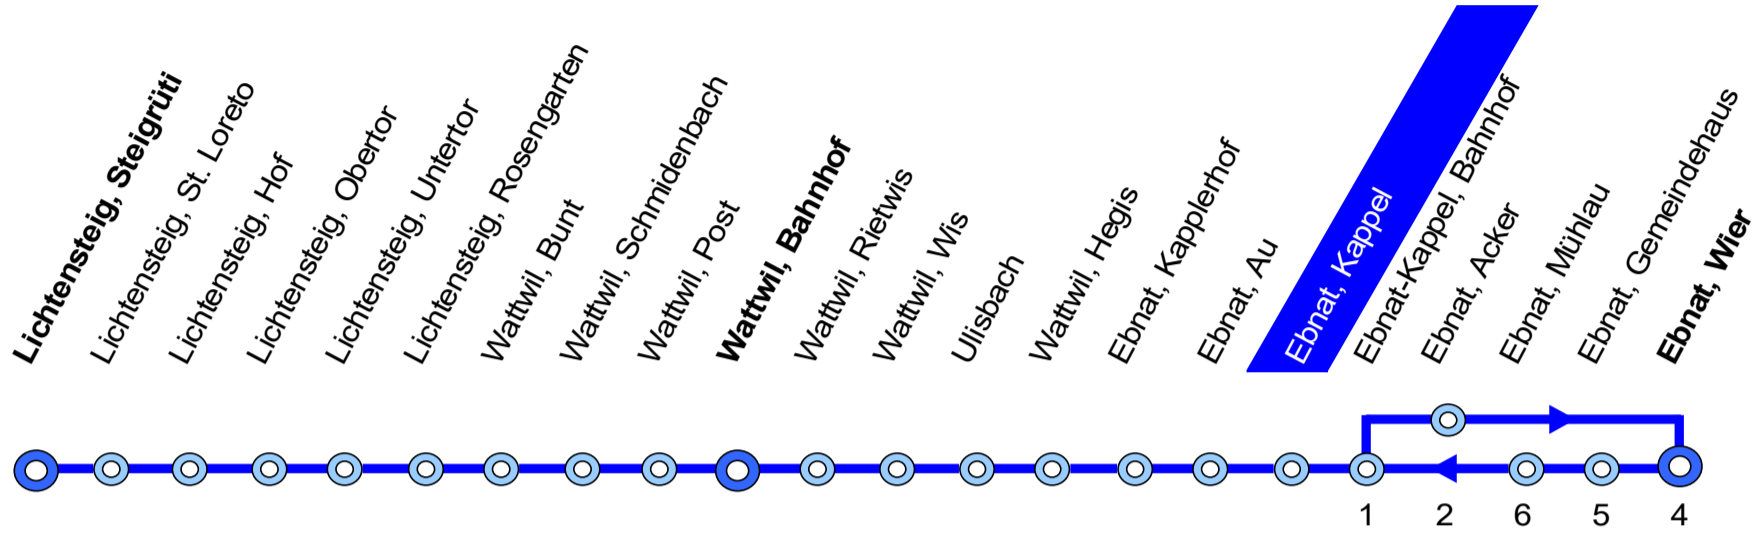 Lichtensteig, Steigrüti
Lichtensteig, St. Loreto
Lichtensteig, Hof
Lichtensteig, Obertor
Lichtensteig, Untertor
Lichtensteig, Rosengarten
Wattwil, Bunt
Wattwil, Schmidenbach
Wattwil, Post
Wattwil, Bahnhof
Wattwil, Rietwis
Wattwil, Wis
Ulisbach
Wattwil, Hegis
Ebnat, Kapplerhof
Ebnat, Au
Ebnat, Kappel
Ebnat-Kappel, Bahnhof
Ebnat, Acker
Ebnat, Mühlau
Ebnat, Gemeindehaus
Ebnat, Wier
1 2 6 5 4